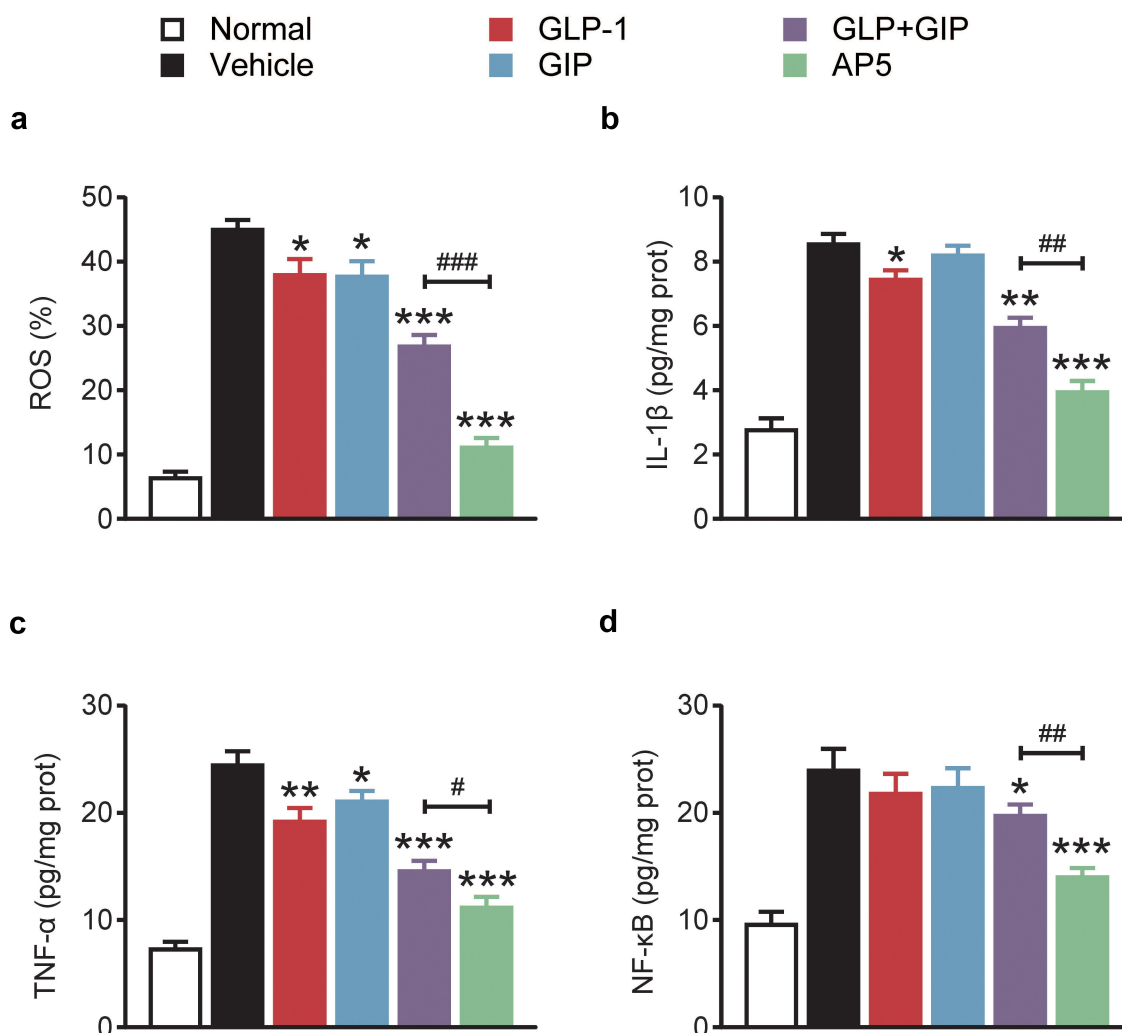 Normal GLP-1 GLP+GIP
Vehicle GIP AP5
a
ROS (%)
50
40
30
20
10
0
* * *** *** ###
b
IL-1β (pg/mg prot)
10
8
6
4
2
0
* ** *** ##
c
TNF-α (pg/mg prot)
30
20
10
0
** * *** *** #
d
NF-κB (pg/mg prot)
30
20
10
0
* *** ##